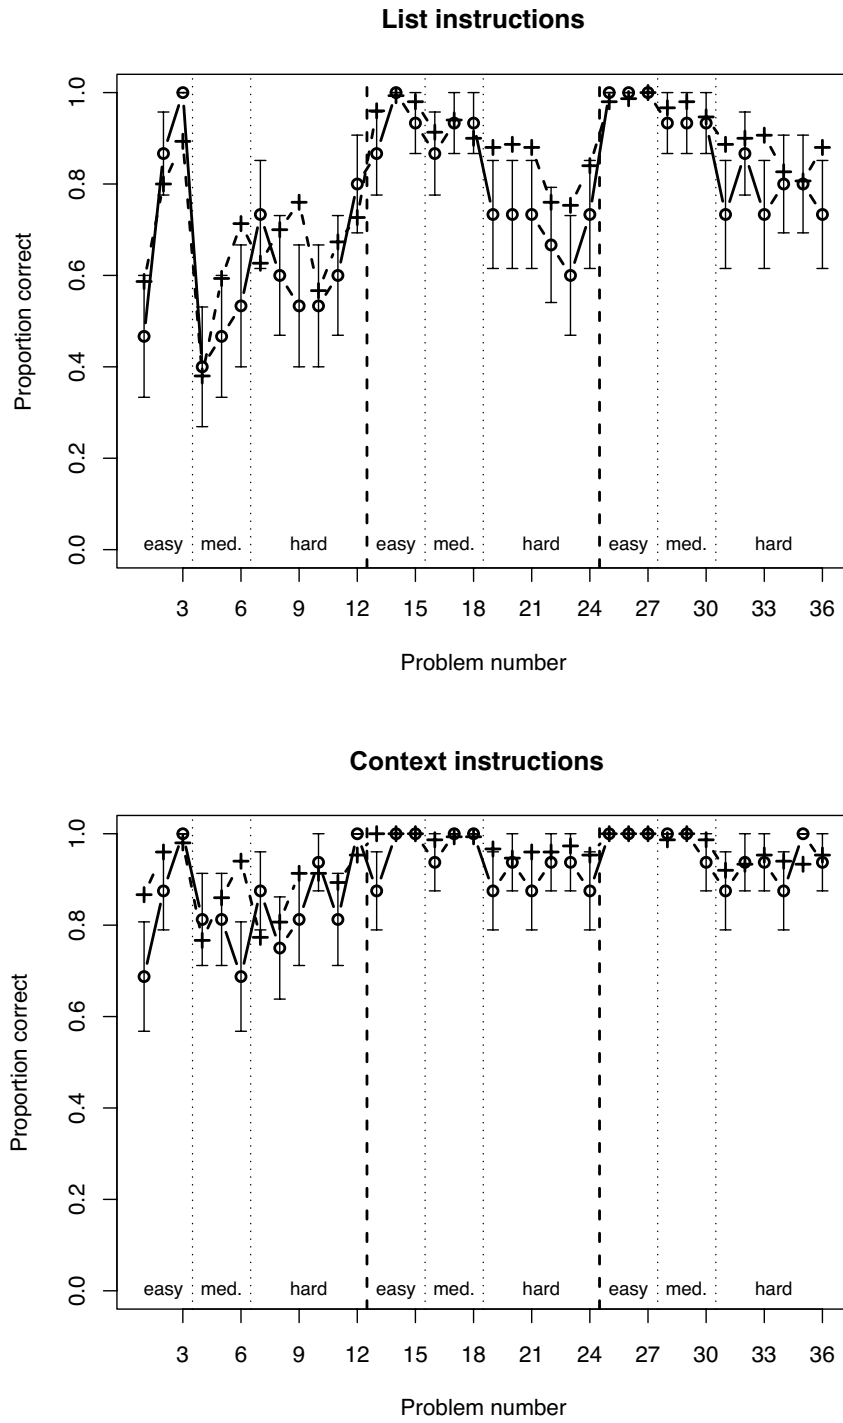 List instructions
Proportion correct
1.0
0.8
0.6
0.4
0.2
0.0
easy med. hard easy med. hard easy med. hard
3 6 9 12 15 18 21 24 27 30 33 36
Problem number
Context instructions
Proportion correct
1.0
0.8
0.6
0.4
0.2
0.0
easy med. hard easy med. hard easy med. hard
3 6 9 12 15 18 21 24 27 30 33 36
Problem number